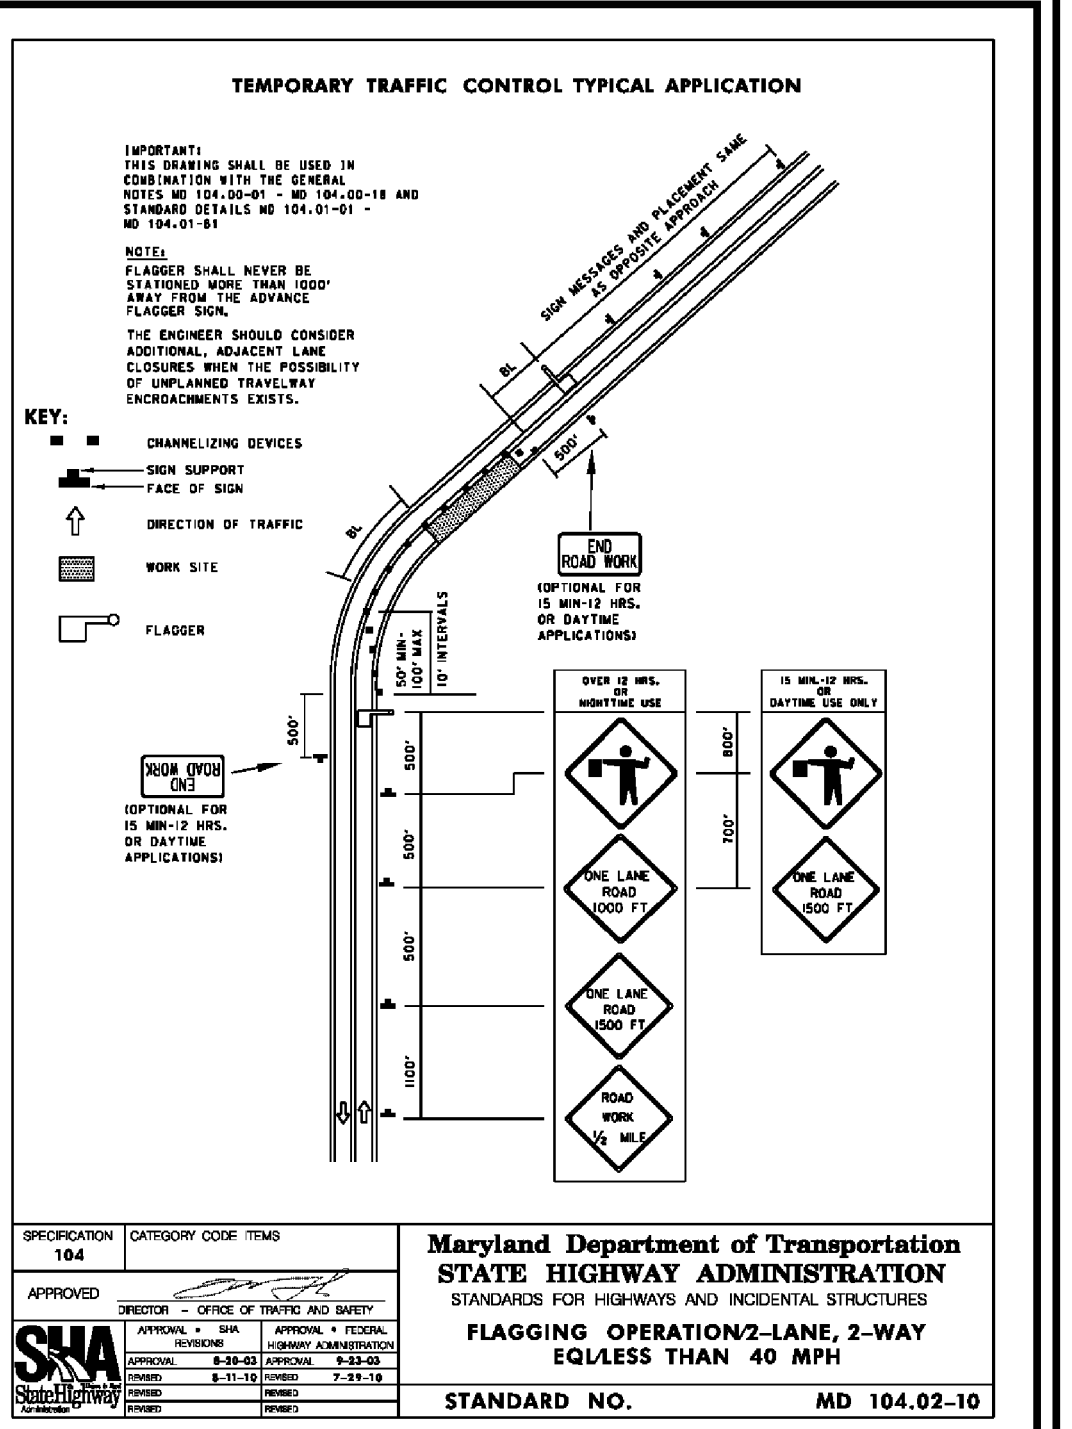 TEMPORARY TRAFFIC CONTROL TYPICAL APPLICATION
IMPORTANT:
THIS DRAWING SHALL BE USED IN
COMBINATION WITH THE GENERAL
NOTES MD 104.00-01 - MD 104.00-18 AND
STANDARD DETAILS MD 104.01-01 -
MD 104.01-81
NOTE:
FLAGGER SHALL NEVER BE
STATIONED MORE THAN 1000'
AWAY FROM THE ADVANCE
FLAGGER SIGN.
THE ENGINEER SHOULD CONSIDER
ADDITIONAL, ADJACENT LANE
CLOSURES WHEN THE POSSIBILITY
OF UNPLANNED TRAVELWAY
ENCROACHMENTS EXISTS.
KEY:
CHANNELIZING DEVICES
SIGN SUPPORT
FACE OF SIGN
DIRECTION OF TRAFFIC
WORK SITE
FLAGGER
SIGN MESSAGES AND PLACEMENT SAME
AS OPPOSITE APPROACH
BL
500'
BL
END
ROAD WORK
(OPTIONAL FOR
15 MIN-12 HRS.
OR DAYTIME
APPLICATIONS)
50' MIN-
100' MAX
10' INTERVALS
500'
END
ROAD WORK
(OPTIONAL FOR
15 MIN-12 HRS.
OR DAYTIME
APPLICATIONS)
500'
500'
500'
1100'
OVER 12 HRS.
OR
NIGHTTIME USE
ONE LANE
ROAD
1000 FT
ONE LANE
ROAD
1500 FT
ROAD
WORK
1/2 MILE
800'
700'
15 MIN.-12 HRS.
OR
DAYTIME USE ONLY
ONE LANE
ROAD
1500 FT
SPECIFICATION
104
CATEGORY CODE ITEMS
APPROVED
DIRECTOR - OFFICE OF TRAFFIC AND SAFETY
SHA
StateHighway
Administration
APPROVAL • SHA
REVISIONS
APPROVAL • FEDERAL
HIGHWAY ADMINISTRATION
APPROVAL 8-20-03 APPROVAL 9-23-03
REVISED 5-11-10 REVISED 7-29-10
REVISED REVISED
REVISED REVISED
Maryland Department of Transportation
STATE HIGHWAY ADMINISTRATION
STANDARDS FOR HIGHWAYS AND INCIDENTAL STRUCTURES
FLAGGING OPERATION/2-LANE, 2-WAY
EQL/LESS THAN 40 MPH
STANDARD NO. MD 104.02-10